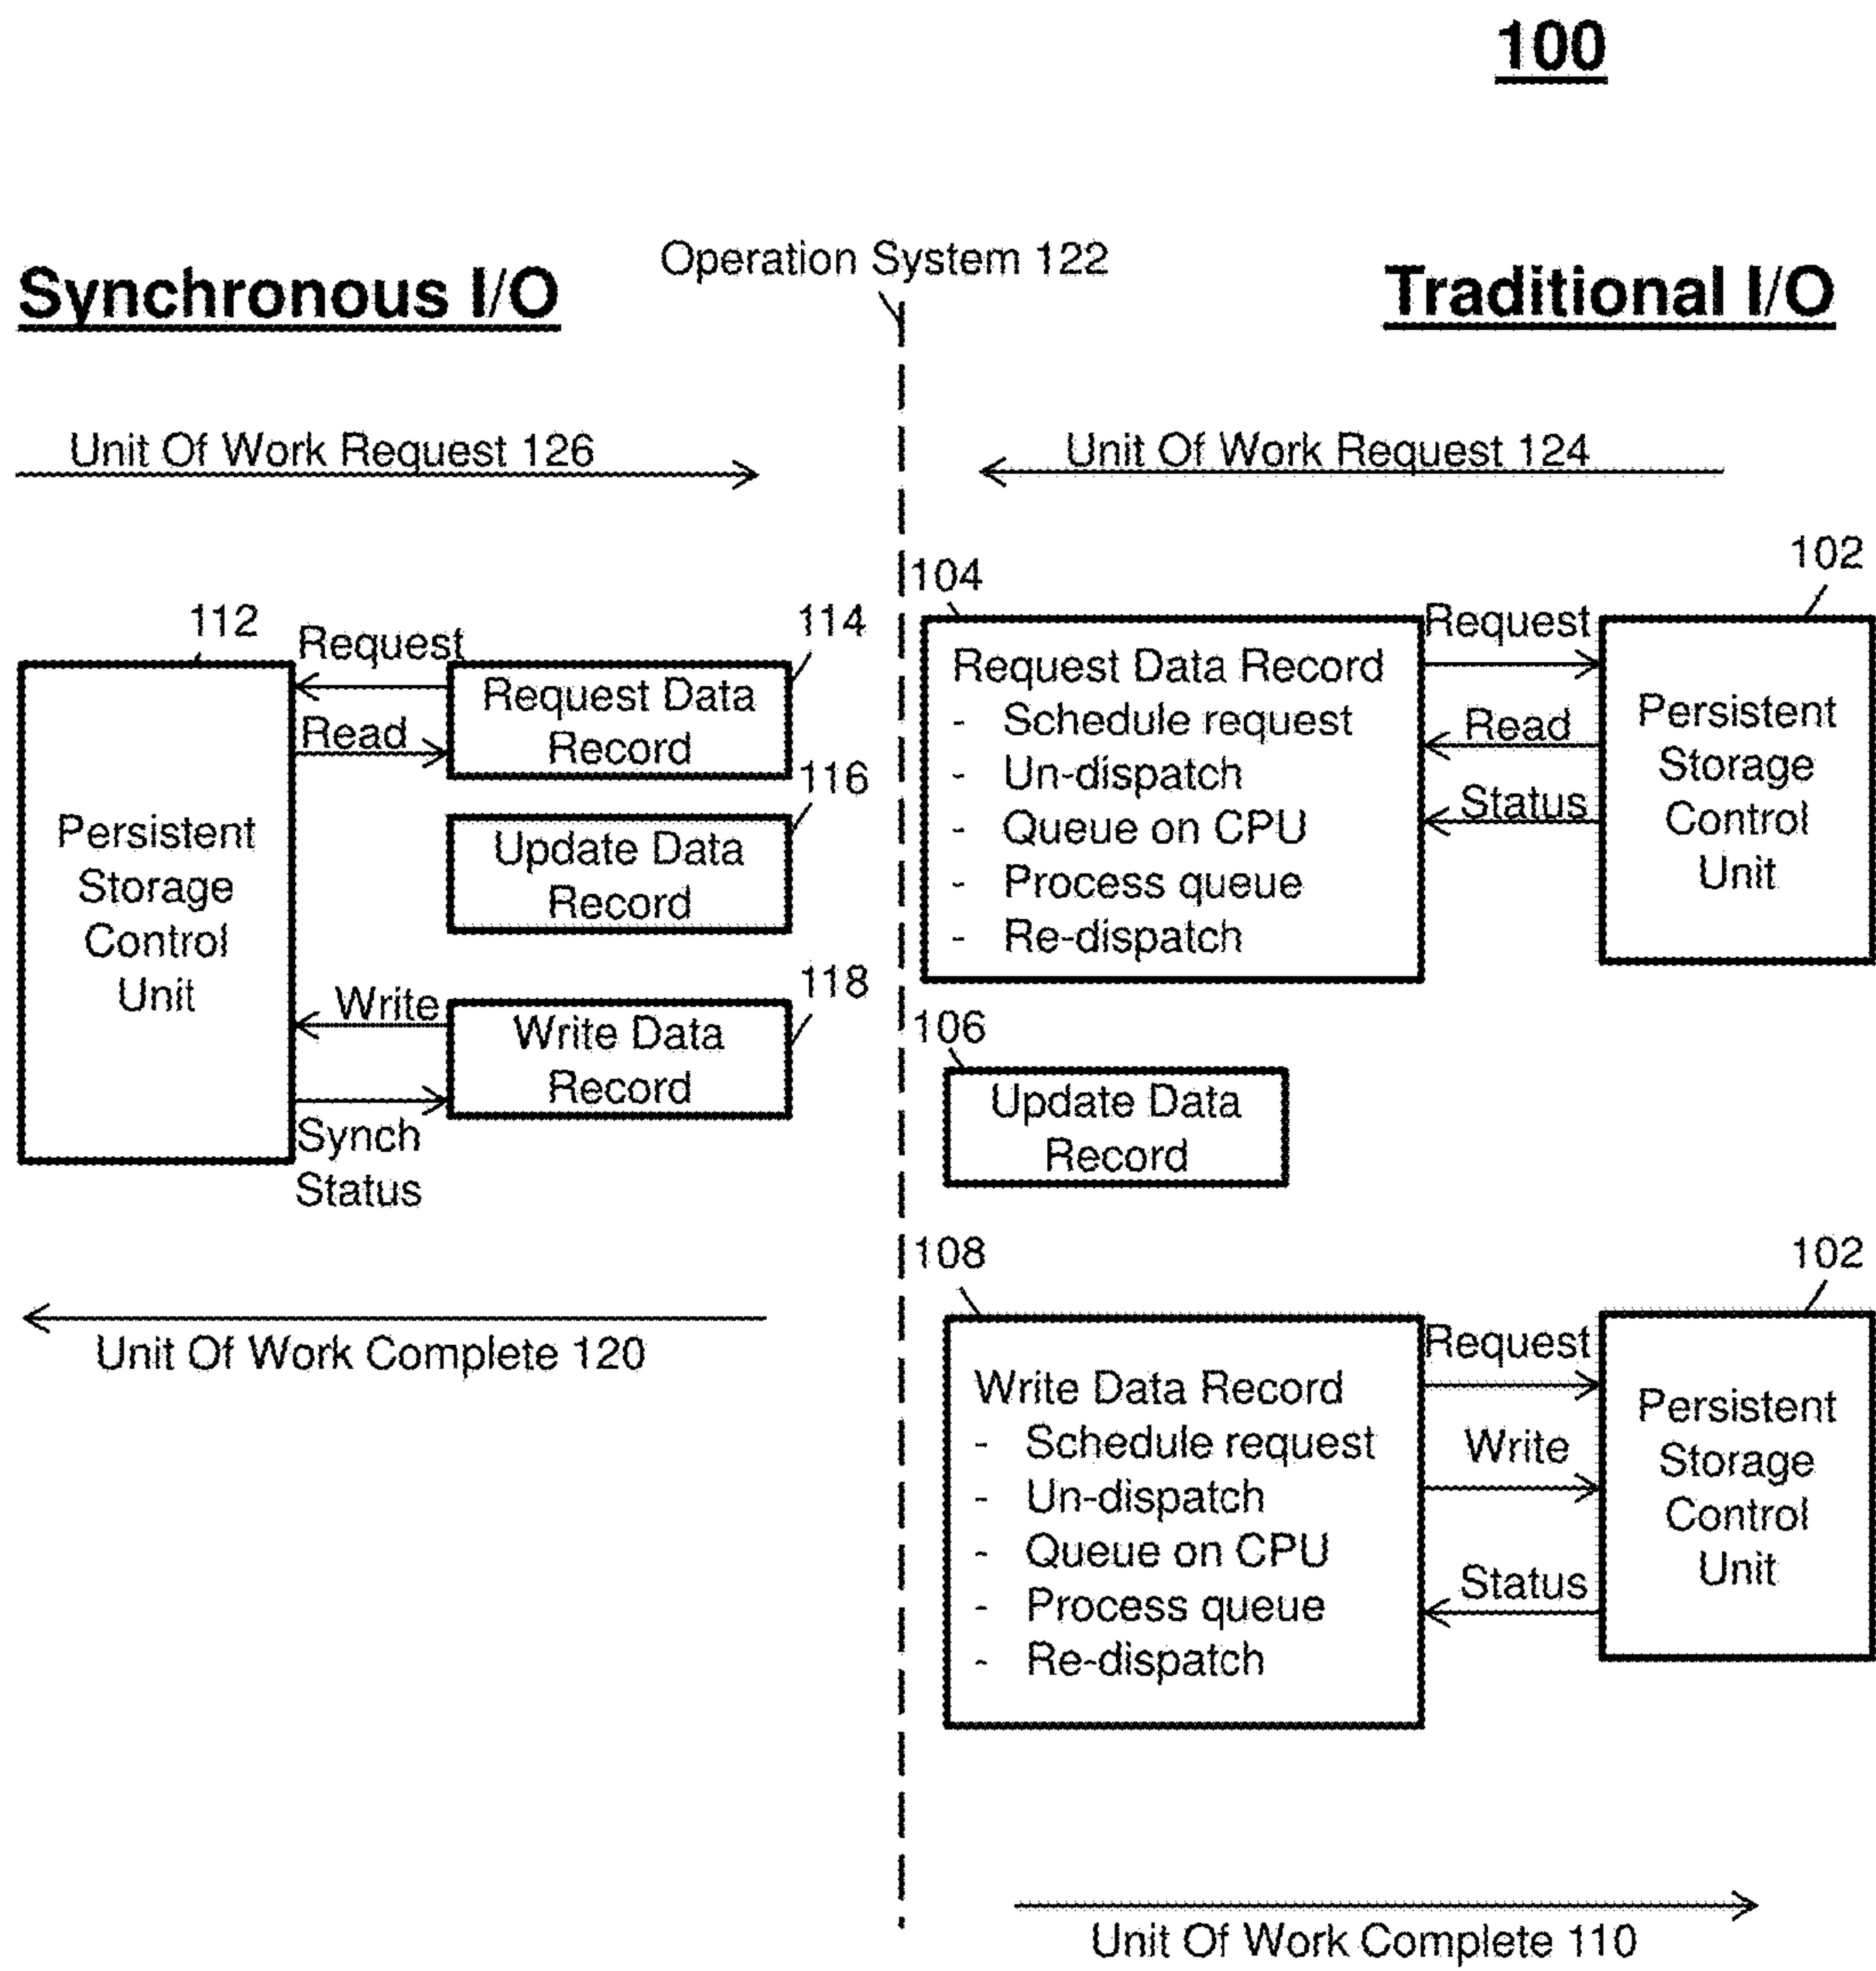 100
Operation System 122
Synchronous I/O
Traditional I/O
Unit Of Work Request 126
Unit Of Work Request 124
112
Request
Read
114
Request Data
Record
116
Update Data
Record
Persistent
Storage
Control
Unit
118
Write
Write Data
Record
Synch
Status
Unit Of Work Complete 120
104
Request Data Record
- Schedule request
- Un-dispatch
- Queue on CPU
- Process queue
- Re-dispatch
Request
Read
Status
102
Persistent
Storage
Control
Unit
106
Update Data
Record
108
Write Data Record
- Schedule request
- Un-dispatch
- Queue on CPU
- Process queue
- Re-dispatch
Request
Write
Status
102
Persistent
Storage
Control
Unit
Unit Of Work Complete 110